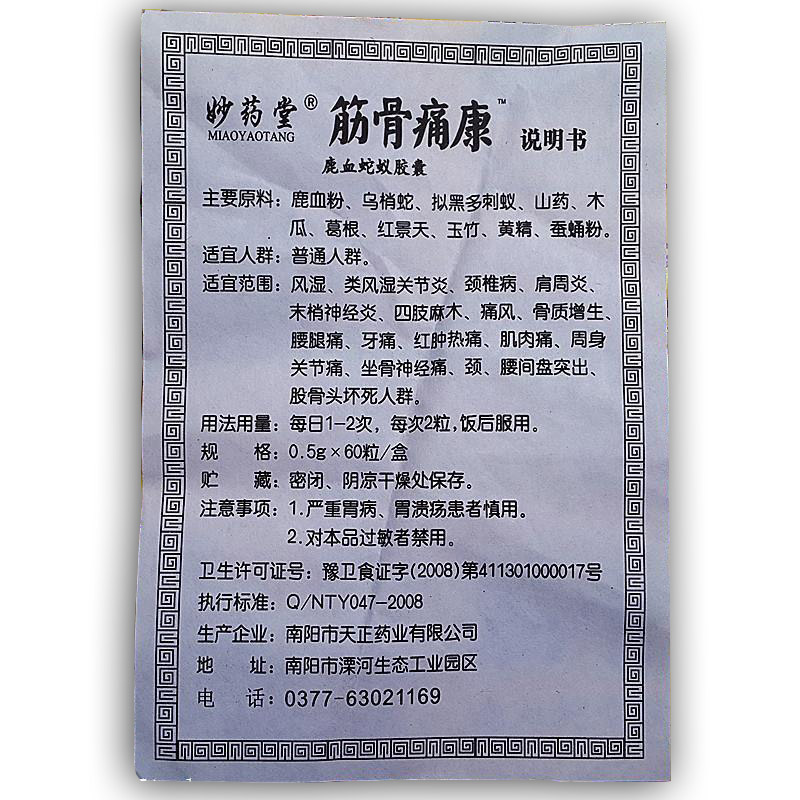 妙药堂® 筋骨痛康™ 说明书
MIAOYAOTANG
鹿血蛇蚁胶囊
主要原料：鹿血粉、乌梢蛇、拟黑多刺蚁、山药、木
瓜、葛根、红景天、玉竹、黄精、蚕蛹粉。
适宜人群：普通人群。
适宜范围：风湿、类风湿关节炎、颈椎病、肩周炎、
末梢神经炎、四肢麻木、痛风、骨质增生、
腰腿痛、牙痛、红肿热痛、肌肉痛、周身
关节痛、坐骨神经痛、颈、腰间盘突出、
股骨头坏死人群。
用法用量：每日1-2次，每次2粒,饭后服用。
规 格：0.5g×60粒/盒
贮 藏：密闭、阴凉干燥处保存。
注意事项：1.严重胃病、胃溃疡患者慎用。
2.对本品过敏者禁用。
卫生许可证号：豫卫食证字(2008)第411301000017号
执行标准：Q/NTY047-2008
生产企业：南阳市天正药业有限公司
地 址：南阳市溧河生态工业园区
电 话：0377-63021169